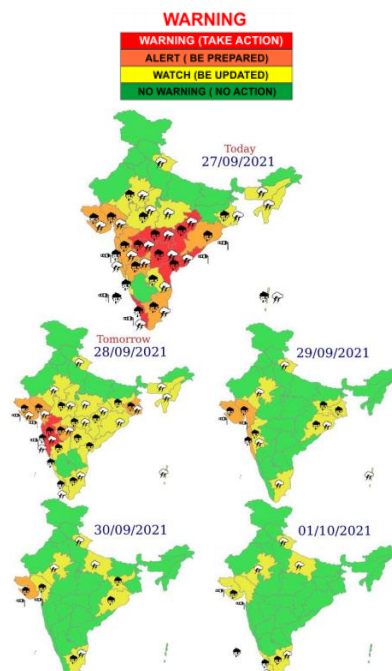 WARNING
WARNING (TAKE ACTION)
ALERT ( BE PREPARED)
WATCH (BE UPDATED)
NO WARNING ( NO ACTION)
Today
27/09/2021
Tomorrow
28/09/2021
29/09/2021
30/09/2021
01/10/2021